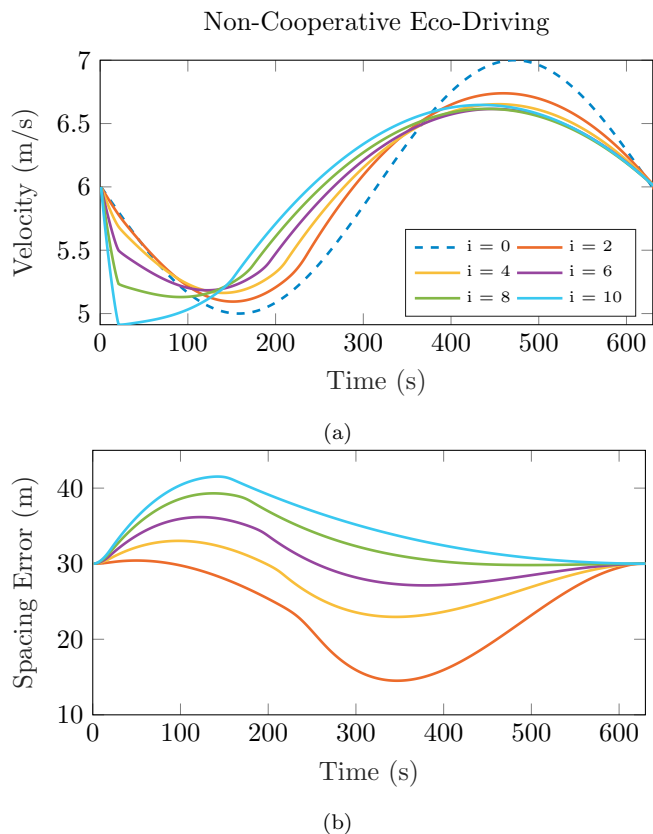 Non-Cooperative Eco-Driving
7
6.5
6
5.5
5
Velocity (m/s)
i = 0 i = 2
i = 4 i = 6
i = 8 i = 10
0 100 200 300 400 500 600
Time (s)
(a)
40
30
20
10
Spacing Error (m)
0 100 200 300 400 500 600
Time (s)
(b)